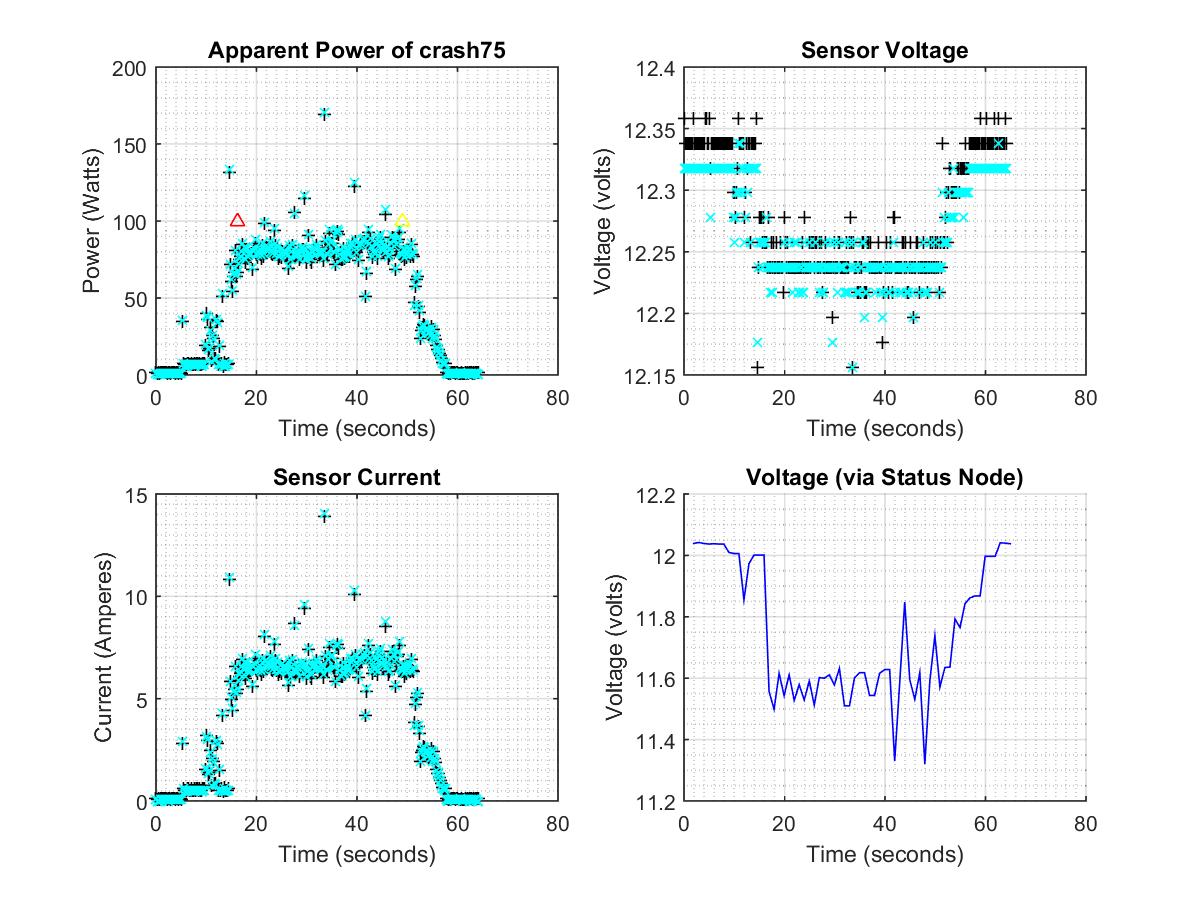 Apparent Power of crash75
200
150
100
50
0
Power (Watts)
0 20 40 60 80
Time (seconds)
Sensor Voltage
12.4
12.35
12.3
12.25
12.2
12.15
Voltage (volts)
0 20 40 60 80
Time (seconds)
Sensor Current
15
10
5
0
Current (Amperes)
0 20 40 60 80
Time (seconds)
Voltage (via Status Node)
12.2
12
11.8
11.6
11.4
11.2
Voltage (volts)
0 20 40 60 80
Time (seconds)